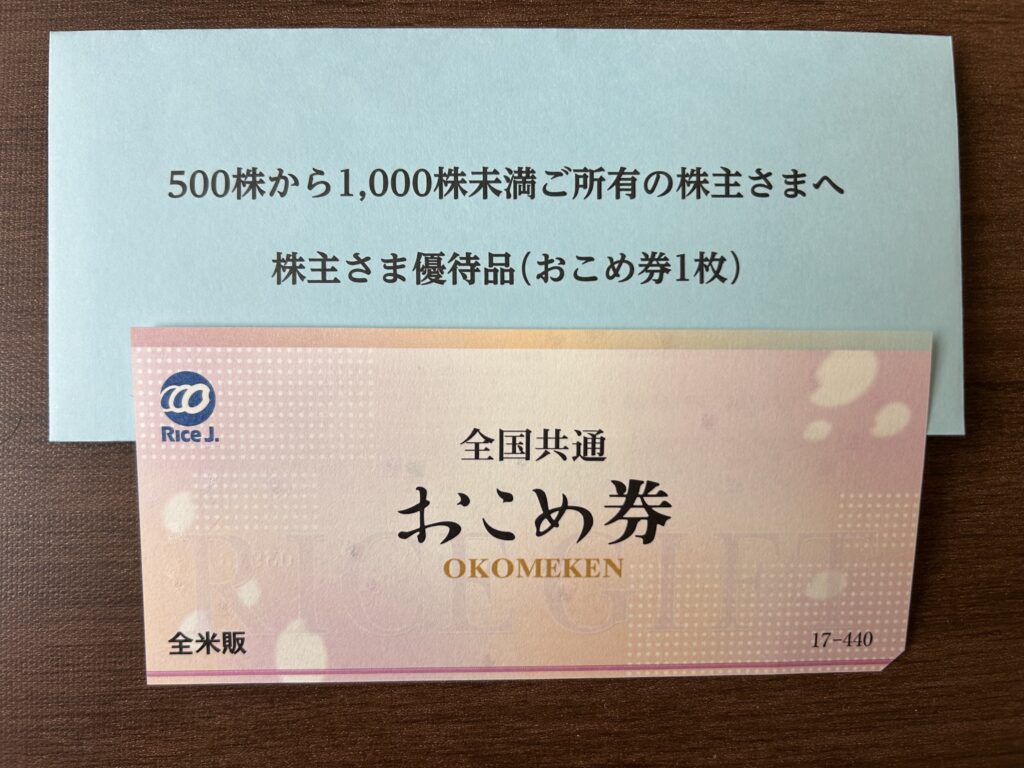 500株から1,000株未満ご所有の株主さまへ
株主さま優待品(おこめ券1枚)
Rice J.
全国共通
おこめ券
OKOMEKEN
RICE GIFT
全米販
17-440